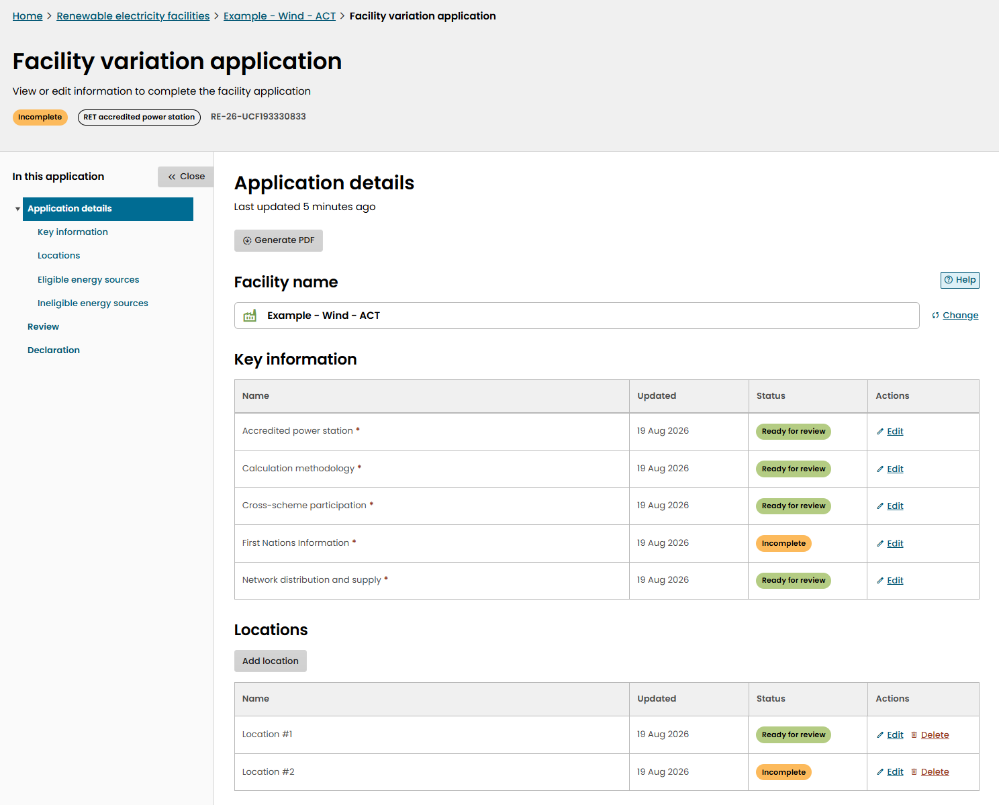 Home > Renewable electricity facilities > Example - Wind - ACT > Facility variation application
Facility variation application
View or edit information to complete the facility application
Incomplete RET accredited power station RE-26-UCF193330833
In this application
Close
Application details
Key information
Locations
Eligible energy sources
Ineligible energy sources
Review
Declaration
Application details
Last updated 5 minutes ago
Generate PDF
Facility name
Help
Example - Wind - ACT
Change
Key information
Name Updated Status Actions
Accredited power station * 19 Aug 2026 Ready for review Edit
Calculation methodology * 19 Aug 2026 Ready for review Edit
Cross-scheme participation * 19 Aug 2026 Ready for review Edit
First Nations Information * 19 Aug 2026 Incomplete Edit
Network distribution and supply * 19 Aug 2026 Ready for review Edit
Locations
Add location
Name Updated Status Actions
Location #1 19 Aug 2026 Ready for review Edit Delete
Location #2 19 Aug 2026 Incomplete Edit Delete